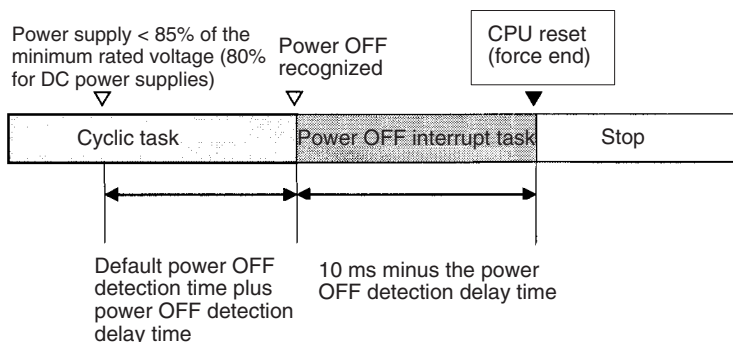 Power supply < 85% of the
minimum rated voltage (80%
for DC power supplies)
Power OFF
recognized
CPU reset
(force end)
Cyclic task
Power OFF interrupt task
Stop
Default power OFF
detection time plus
power OFF detection
delay time
10 ms minus the power
OFF detection delay time